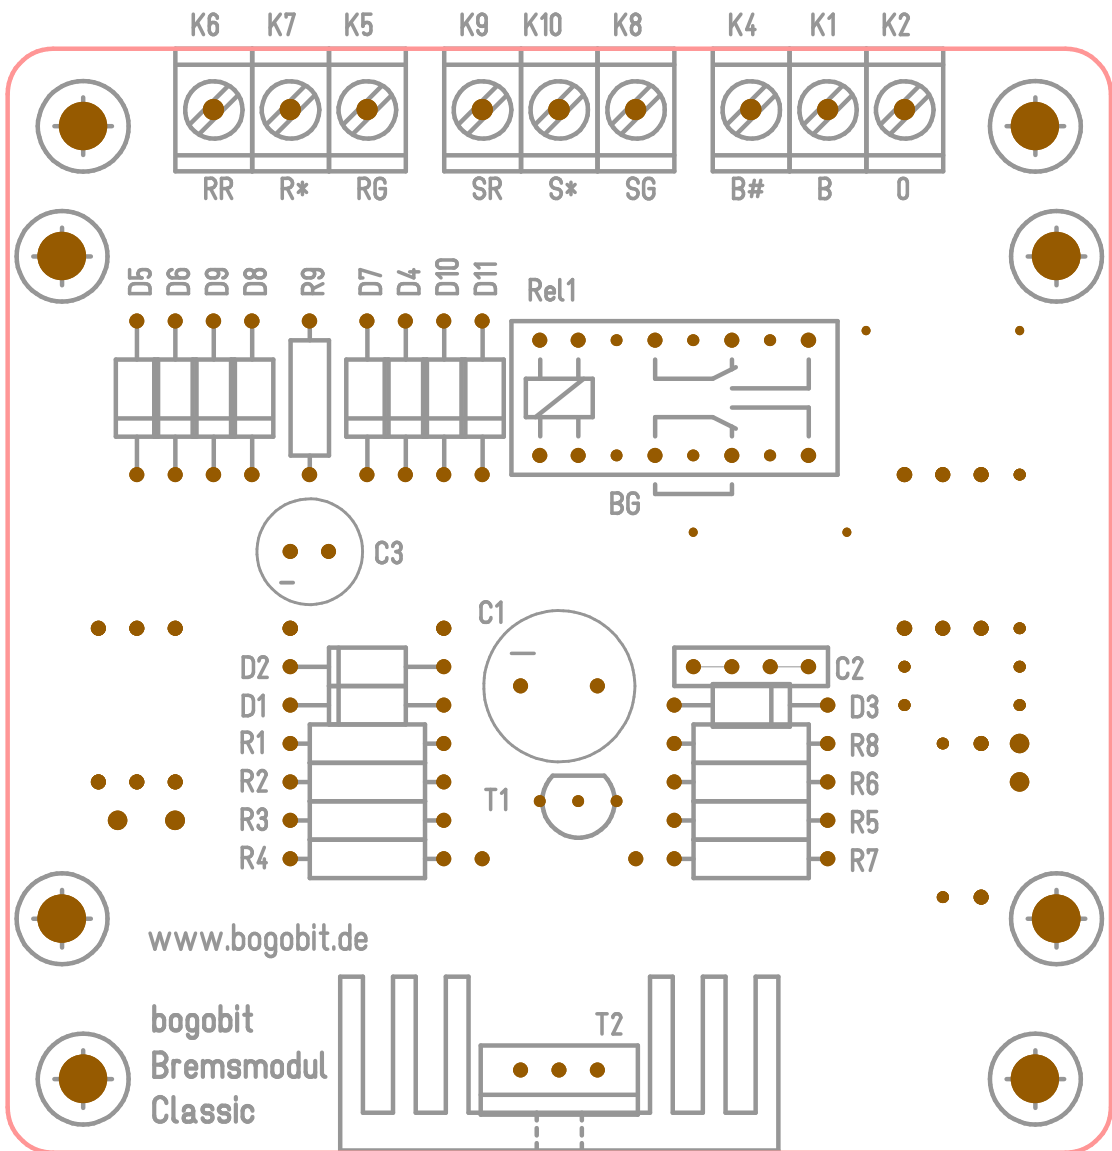 K6 K7 K5 K9 K10 K8 K4 K1 K2
RR R* RG SR S* SG B# B 0
D5 D6 D9 D8 R9 D7 D4 D10 D11
Rel1
BG
C3
C1
D2
C2
D1
D3
R1
R8
R2
R6
T1
R3
R5
R4
R7
www.bogobit.de
bogobit
T2
Bremsmodul
Classic